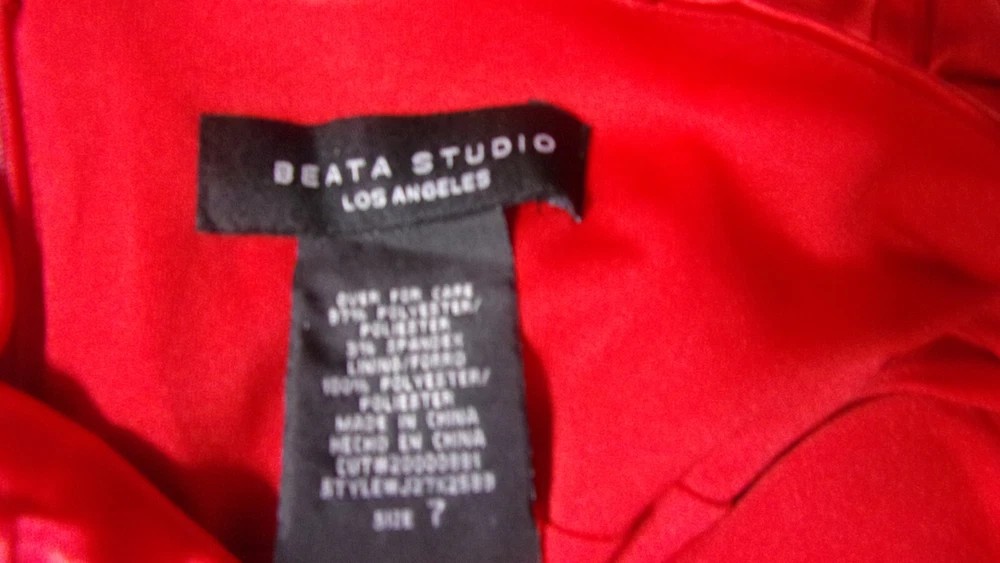 BEATA STUDIO
LOS ANGELES
OVER FOR CARE
97% POLYESTER/
POLIESTER
3% SPANDEX
LINING/FORRO
100% POLYESTER/
POLIESTER
MADE IN CHINA
HECHO EN CHINA
SIZE 7